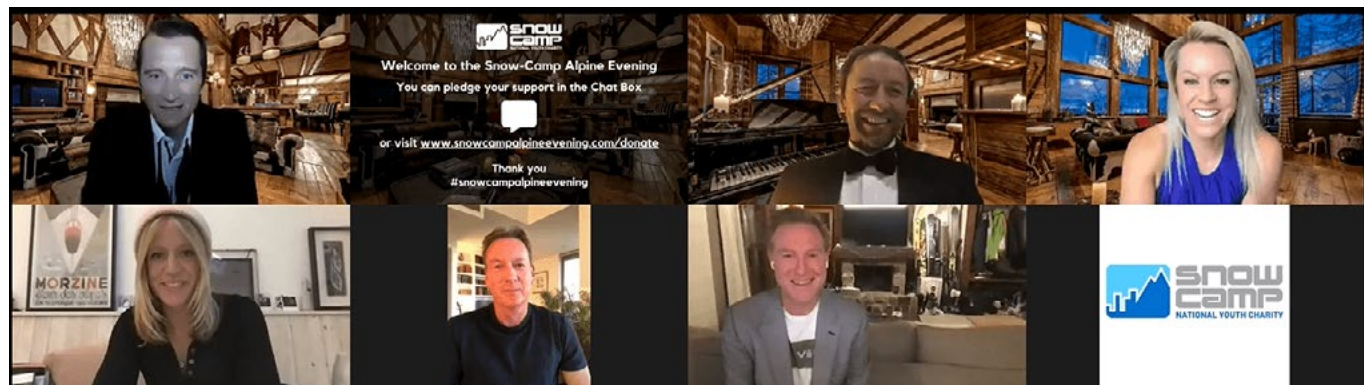 SNOW
CAMP
NATIONAL YOUTH CHARITY
Welcome to the Snow-Camp Alpine Evening
You can pledge your support in the Chat Box
or visit www.snowcampalpineevening.com/donate
Thank you
#snowcampalpineevening
MORZINE
SNOW
CAMP
NATIONAL YOUTH CHARITY